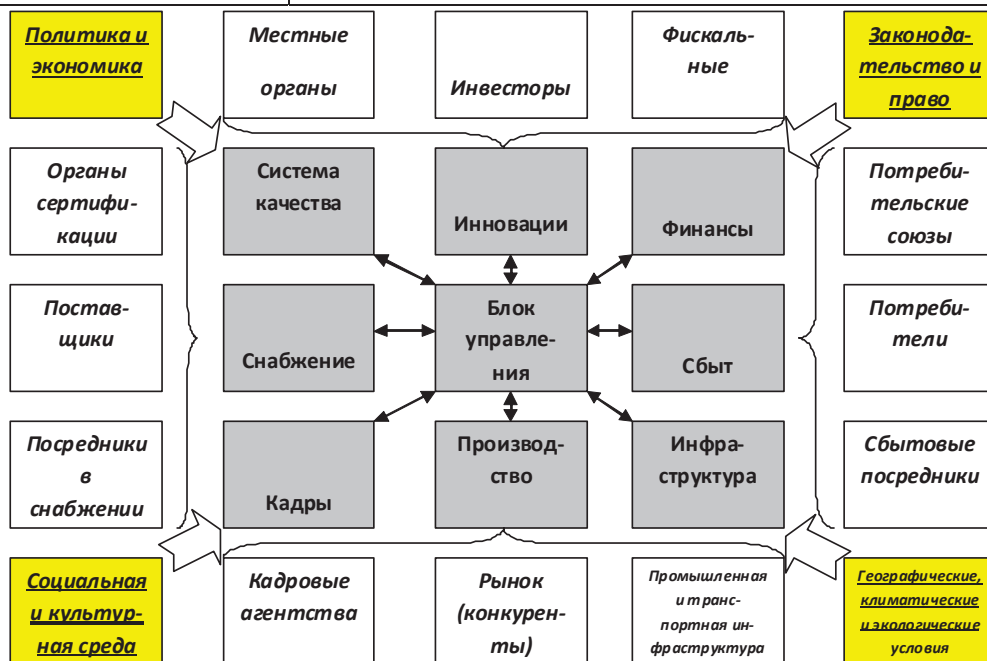 Политика и
экономика
Местные
органы
Инвесторы
Фискаль-
ные
Законода-
тельство и
право
Органы
сертифи-
кации
Система
качества
Инновации
Финансы
Потреби-
тельские
союзы
Постав-
щики
Снабжение
Блок
управле-
ния
Сбыт
Потреби-
тели
Посредники
в
снабжении
Кадры
Производ-
ство
Инфра-
структура
Сбытовые
посредники
Социальная
и культур-
ная среда
Кадровые
агентства
Рынок
(конкурен-
ты)
Промышленная
и транс-
портная ин-
фраструктура
Географические,
климатические
и экологические
условия